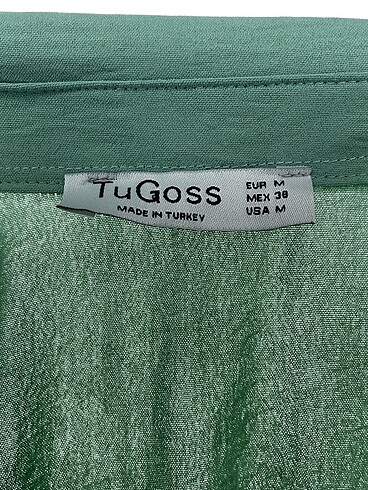 TuGoss
MADE IN TURKEY
EUR M
MEX 38
USA M